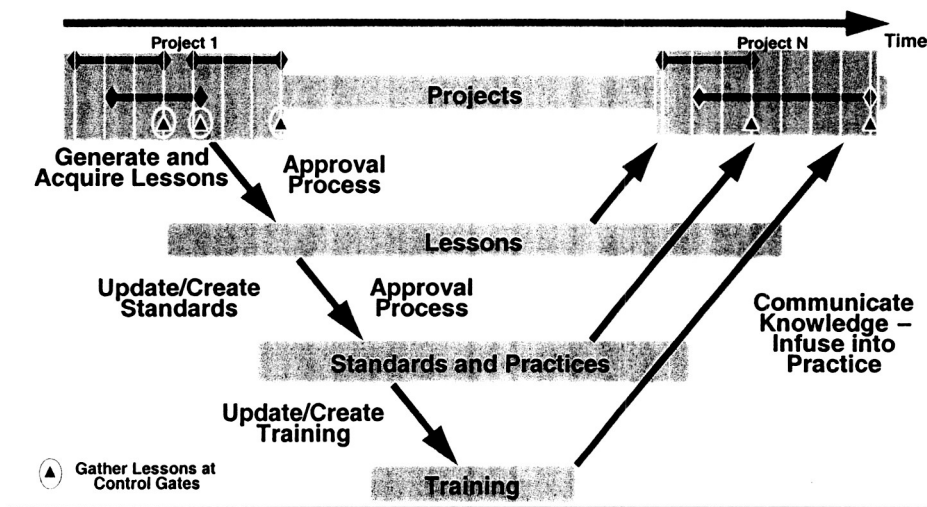 Project 1
Project N
Time
Projects
Generate and
Acquire Lessons
Approval
Process
Lessons
Update/Create
Standards
Approval
Process
Communicate
Knowledge –
Infuse into
Practice
Standards and Practices
Update/Create
Training
Gather Lessons at
Control Gates
Training